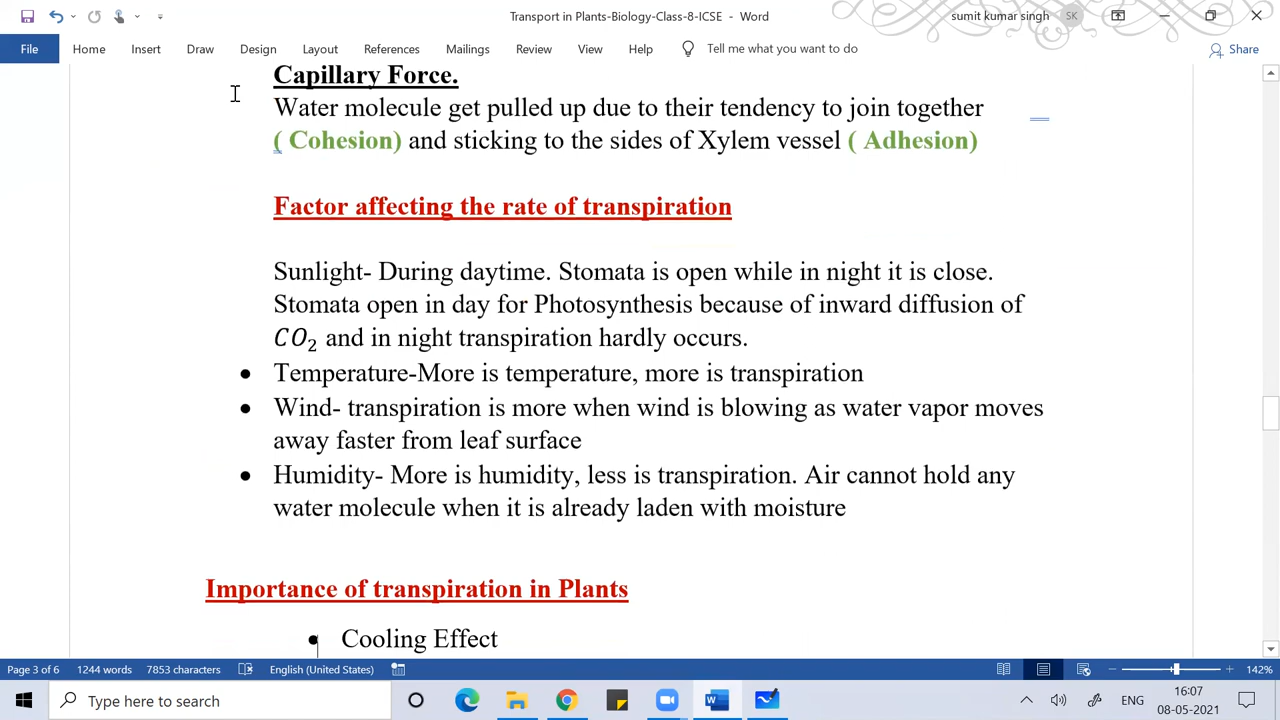 Transport in Plants-Biology-Class-8-ICSE - Word
sumit kumar singh
SK
File Home Insert Draw Design Layout References Mailings Review View Help Tell me what you want to do Share
Capillary Force.
Water molecule get pulled up due to their tendency to join together
( Cohesion) and sticking to the sides of Xylem vessel ( Adhesion)
Factor affecting the rate of transpiration
Sunlight- During daytime. Stomata is open while in night it is close.
Stomata open in day for Photosynthesis because of inward diffusion of
𝐶𝑂₂ and in night transpiration hardly occurs.
• Temperature-More is temperature, more is transpiration
• Wind- transpiration is more when wind is blowing as water vapor moves
away faster from leaf surface
• Humidity- More is humidity, less is transpiration. Air cannot hold any
water molecule when it is already laden with moisture
Importance of transpiration in Plants
• Cooling Effect
Page 3 of 6 1244 words 7853 characters English (United States) 142%
Type here to search
ENG
16:07
08-05-2021